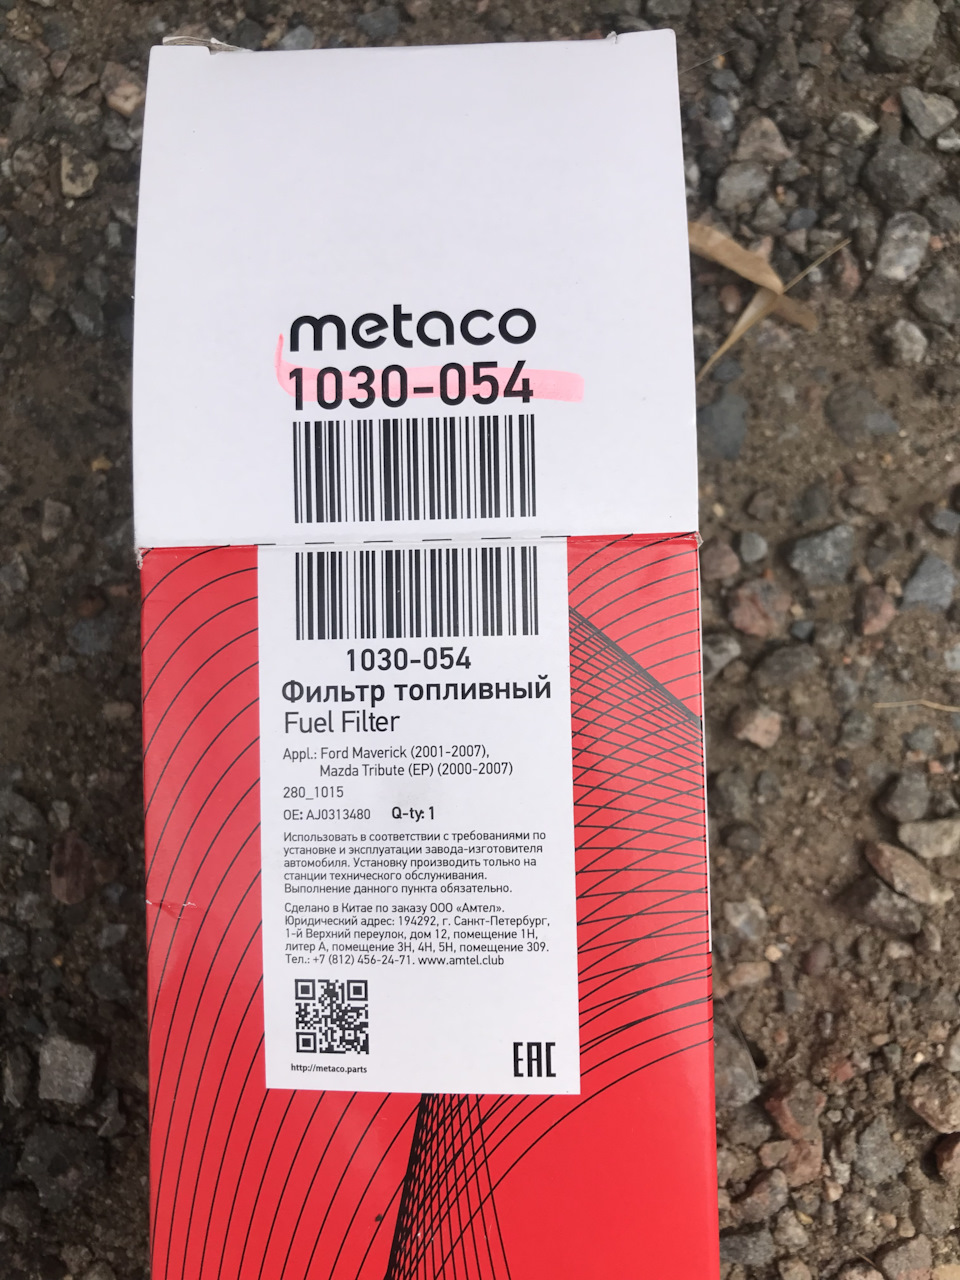 metaco
1030-054
1030-054
Фильтр топливный
Fuel Filter
Appl.: Ford Maverick (2001-2007),
Mazda Tribute (EP) (2000-2007)
280_1015
OE: AJ0313480 Q-ty: 1
Использовать в соответствии с требованиями по
установке и эксплуатации завода-изготовителя
автомобиля. Установку производить только на
станции технического обслуживания.
Выполнение данного пункта обязательно.
Сделано в Китае по заказу ООО «Амтел».
Юридический адрес: 194292, г. Санкт-Петербург,
1-й Верхний переулок, дом 12, помещение 1Н,
литер А, помещение 3Н, 4Н, 5Н, помещение 309.
Тел.: +7 (812) 456-24-71. www.amtel.club
http://metaco.parts
EAC